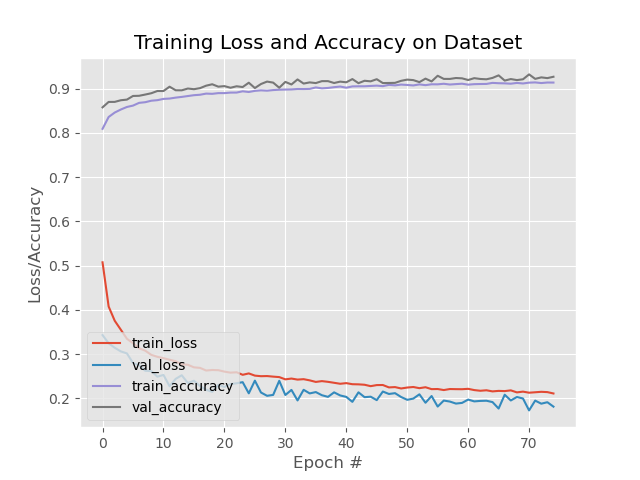 Training Loss and Accuracy on Dataset
Loss/Accuracy
0.9
0.8
0.7
0.6
0.5
0.4
0.3
0.2
train_loss
val_loss
train_accuracy
val_accuracy
0 10 20 30 40 50 60 70
Epoch #